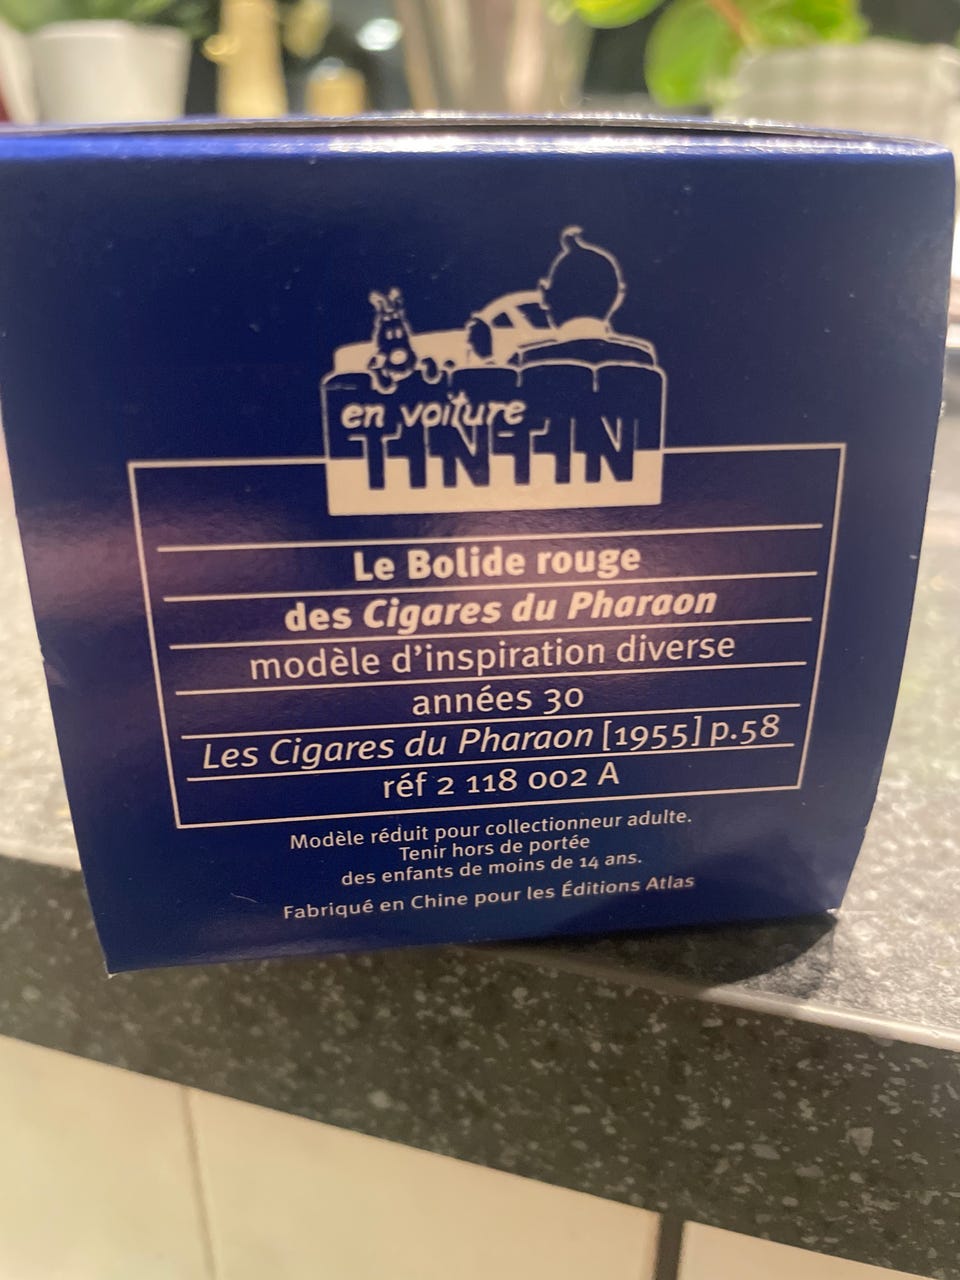 en voiture
TINTIN
Le Bolide rouge
des Cigares du Pharaon
modèle d'inspiration diverse
années 30
Les Cigares du Pharaon [1955] p.58
réf 2 118 002 A
Modèle réduit pour collectionneur adulte.
Tenir hors de portée
des enfants de moins de 14 ans.
Fabriqué en Chine pour les Éditions Atlas